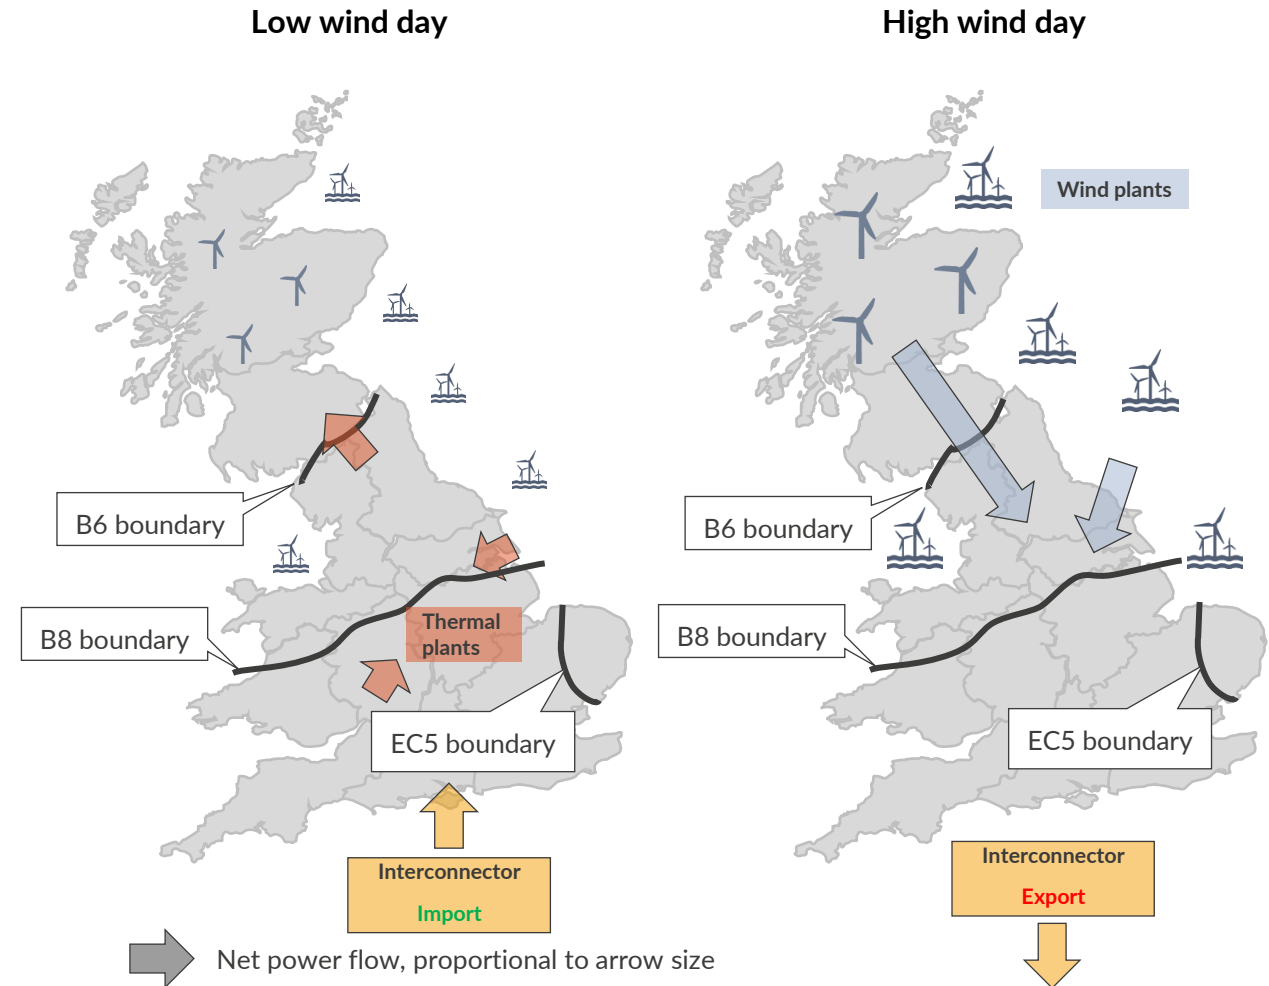 Low wind day
High wind day
Wind plants
B6 boundary
B6 boundary
B8 boundary
Thermal
plants
B8 boundary
EC5 boundary
EC5 boundary
Interconnector
Import
Interconnector
Export
Net power flow, proportional to arrow size